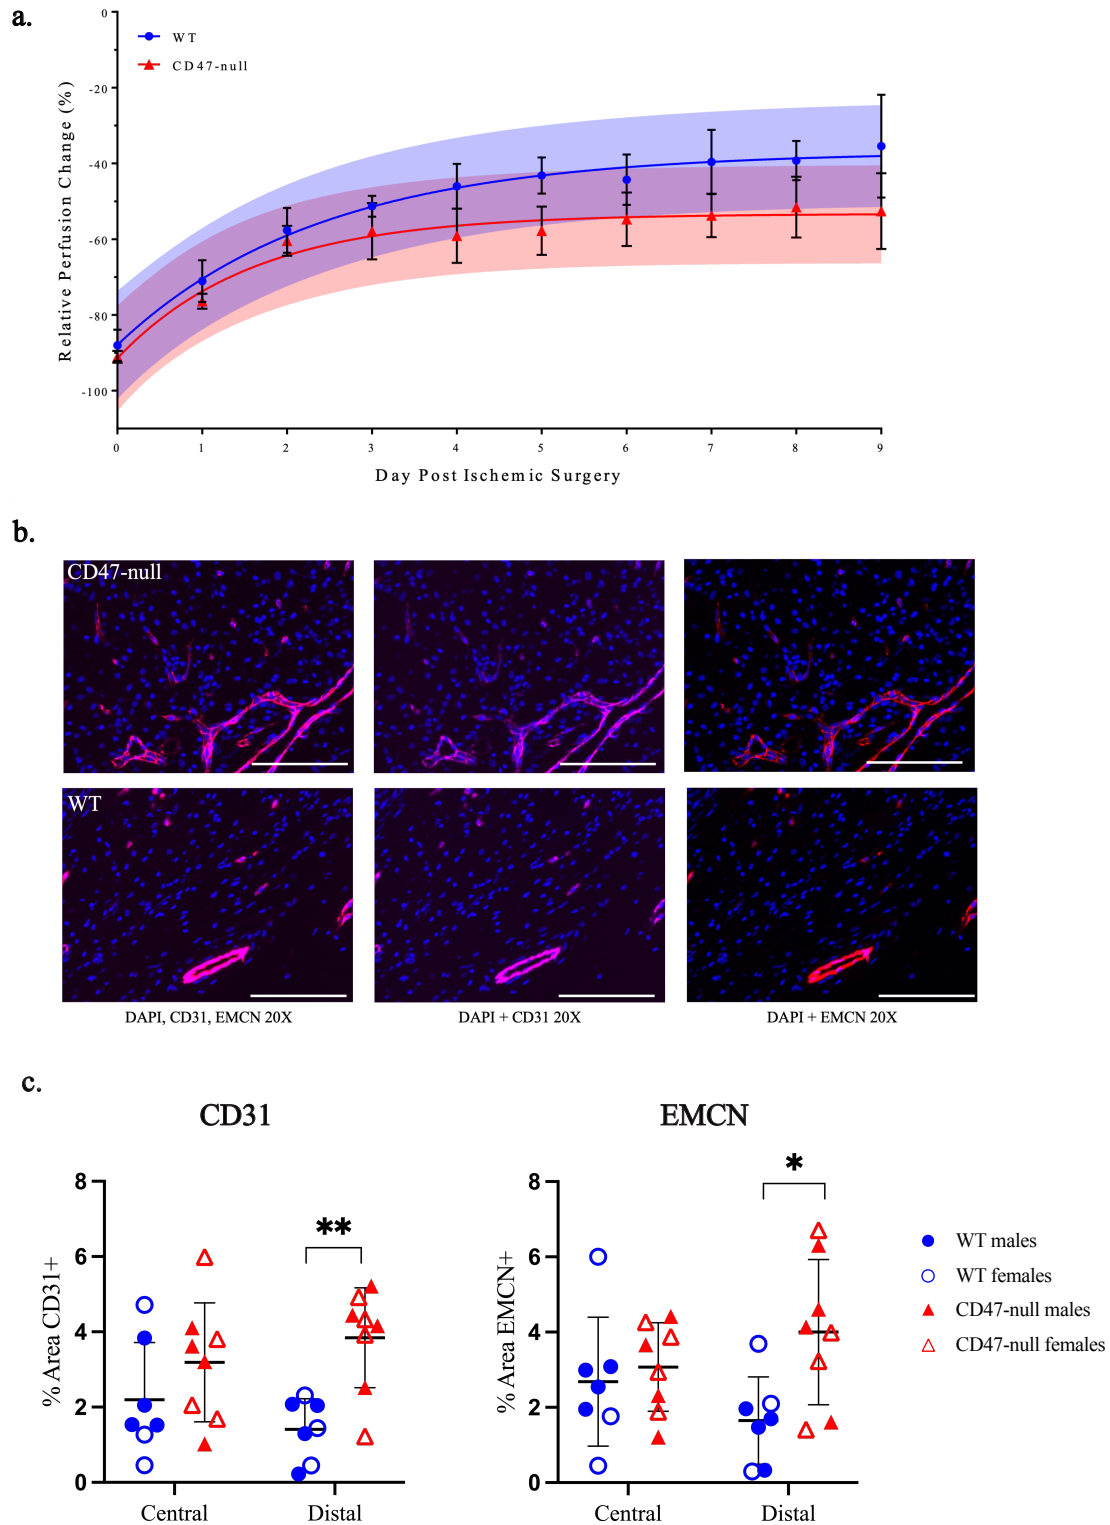 a.
0
-20
-40
-60
-80
-100
Relative Perfusion Change (%)
WT
CD47-null
0 1 2 3 4 5 6 7 8 9
Day Post Ischemic Surgery
b.
CD47-null
WT
DAPI, CD31, EMCN 20X
DAPI + CD31 20X
DAPI + EMCN 20X
c.
CD31
8
6
4
2
0
% Area CD31+
**
Central
Distal
EMCN
8
6
4
2
0
% Area EMCN+
*
Central
Distal
WT males
WT females
CD47-null males
CD47-null females